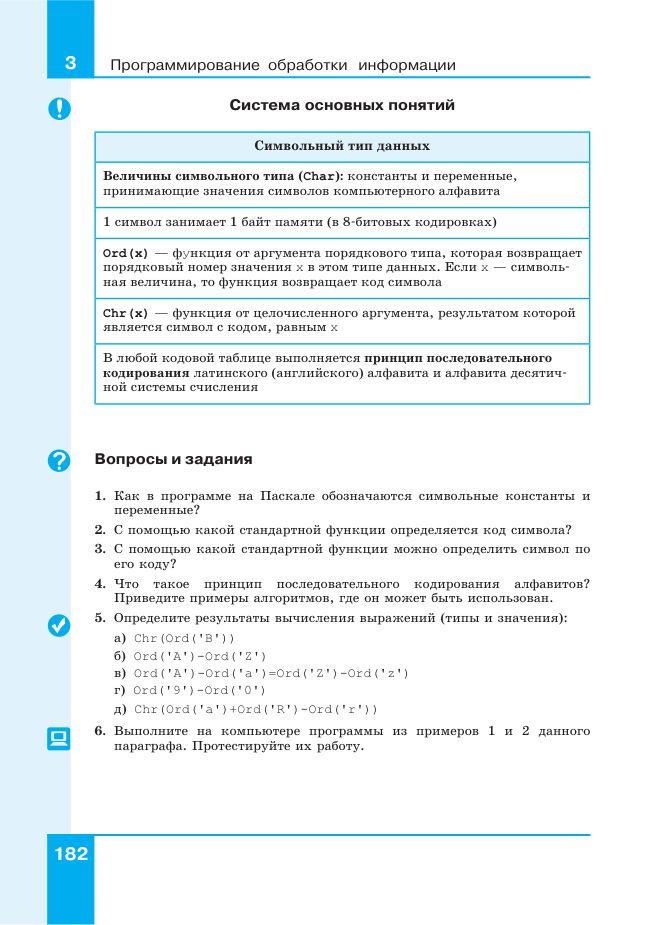 3
Программирование обработки информации
Система основных понятий
Символьный тип данных
Величины символьного типа (Char): константы и переменные,
принимающие значения символов компьютерного алфавита
1 символ занимает 1 байт памяти (в 8-битовых кодировках)
Ord(x) — функция от аргумента порядкового типа, которая возвращает
порядковый номер значения x в этом типе данных. Если x — символь-
ная величина, то функция возвращает код символа
Chr(x) — функция от целочисленного аргумента, результатом которой
является символ с кодом, равным x
В любой кодовой таблице выполняется принцип последовательного
кодирования латинского (английского) алфавита и алфавита десятич-
ной системы счисления
Вопросы и задания
1. Как в программе на Паскале обозначаются символьные константы и
переменные?
2. С помощью какой стандартной функции определяется код символа?
3. С помощью какой стандартной функции можно определить символ по
его коду?
4. Что такое принцип последовательного кодирования алфавитов?
Приведите примеры алгоритмов, где он может быть использован.
5. Определите результаты вычисления выражений (типы и значения):
а) Chr(Ord('B'))
б) Ord('A')-Ord('Z')
в) Ord('A')-Ord('a')=Ord('Z')-Ord('z')
г) Ord('9')-Ord('0')
д) Chr(Ord('a')+Ord('R')-Ord('r'))
6. Выполните на компьютере программы из примеров 1 и 2 данного
параграфа. Протестируйте их работу.
182